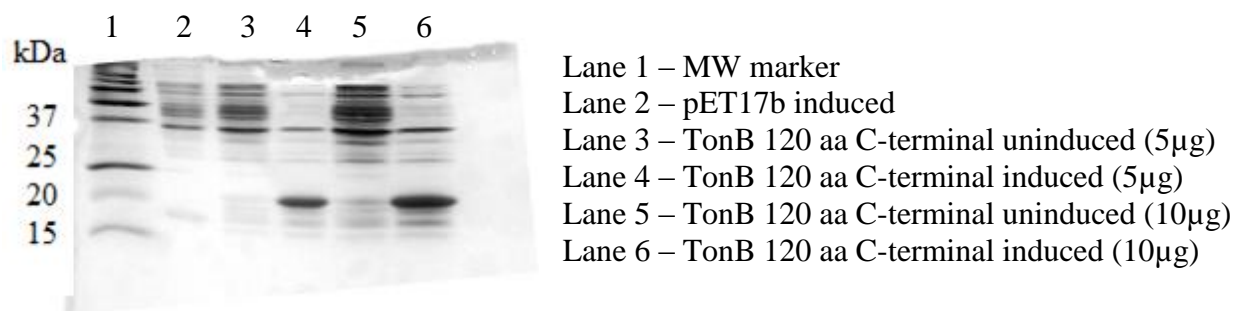 1 2 3 4 5 6
kDa
37
25
20
15
Lane 1 – MW marker
Lane 2 – pET17b induced
Lane 3 – TonB 120 aa C-terminal uninduced (5µg)
Lane 4 – TonB 120 aa C-terminal induced (5µg)
Lane 5 – TonB 120 aa C-terminal uninduced (10µg)
Lane 6 – TonB 120 aa C-terminal induced (10µg)